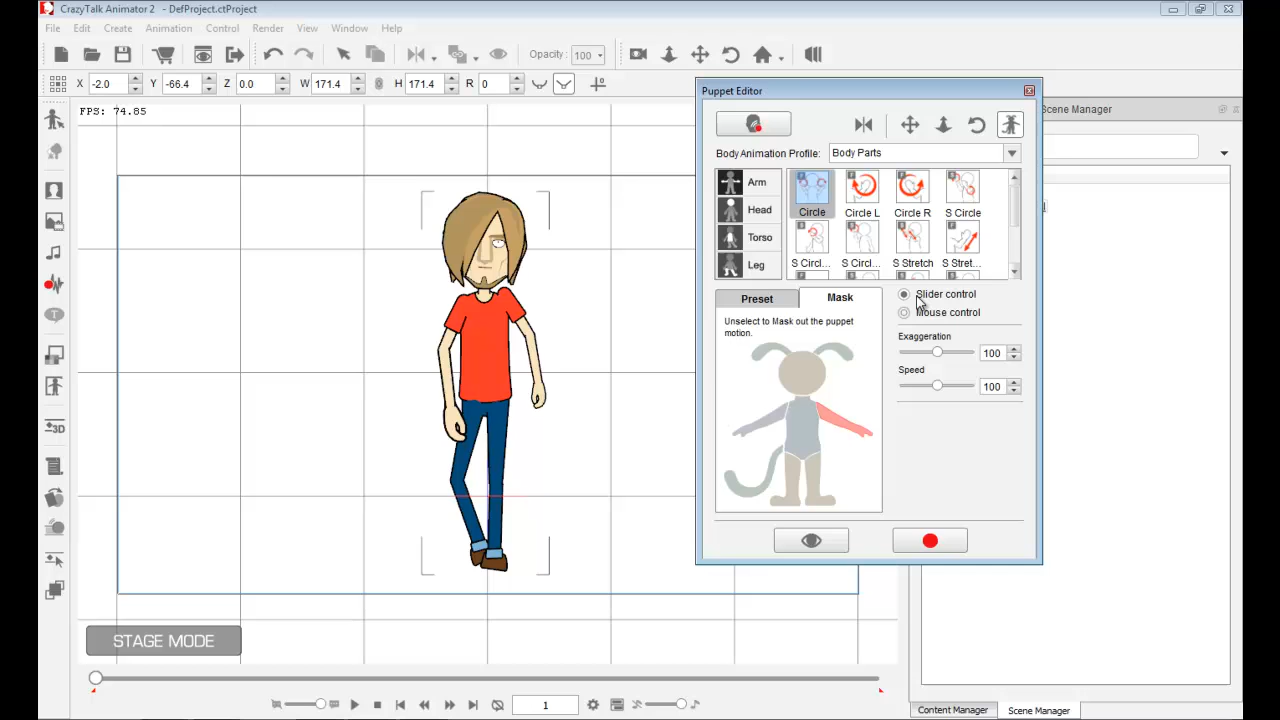 CrazyTalk Animator 2 - DefProject.ctProject
File Edit Create Animation Control Render View Window Help
Opacity: 100
X -2.0 Y -66.4 Z 0.0 W 171.4 H 171.4 R 0
FPS: 74.85
Puppet Editor
Scene Manager
Body Animation Profile: Body Parts
Arm
Head
Torso
Leg
Circle Circle L Circle R S Circle
S Circl... S Circl... S Stretch S Stret...
Preset Mask
Unselect to Mask out the puppet
motion.
Slider control
Mouse control
Exaggeration
100
Speed
100
STAGE MODE
3D
1
Content Manager Scene Manager